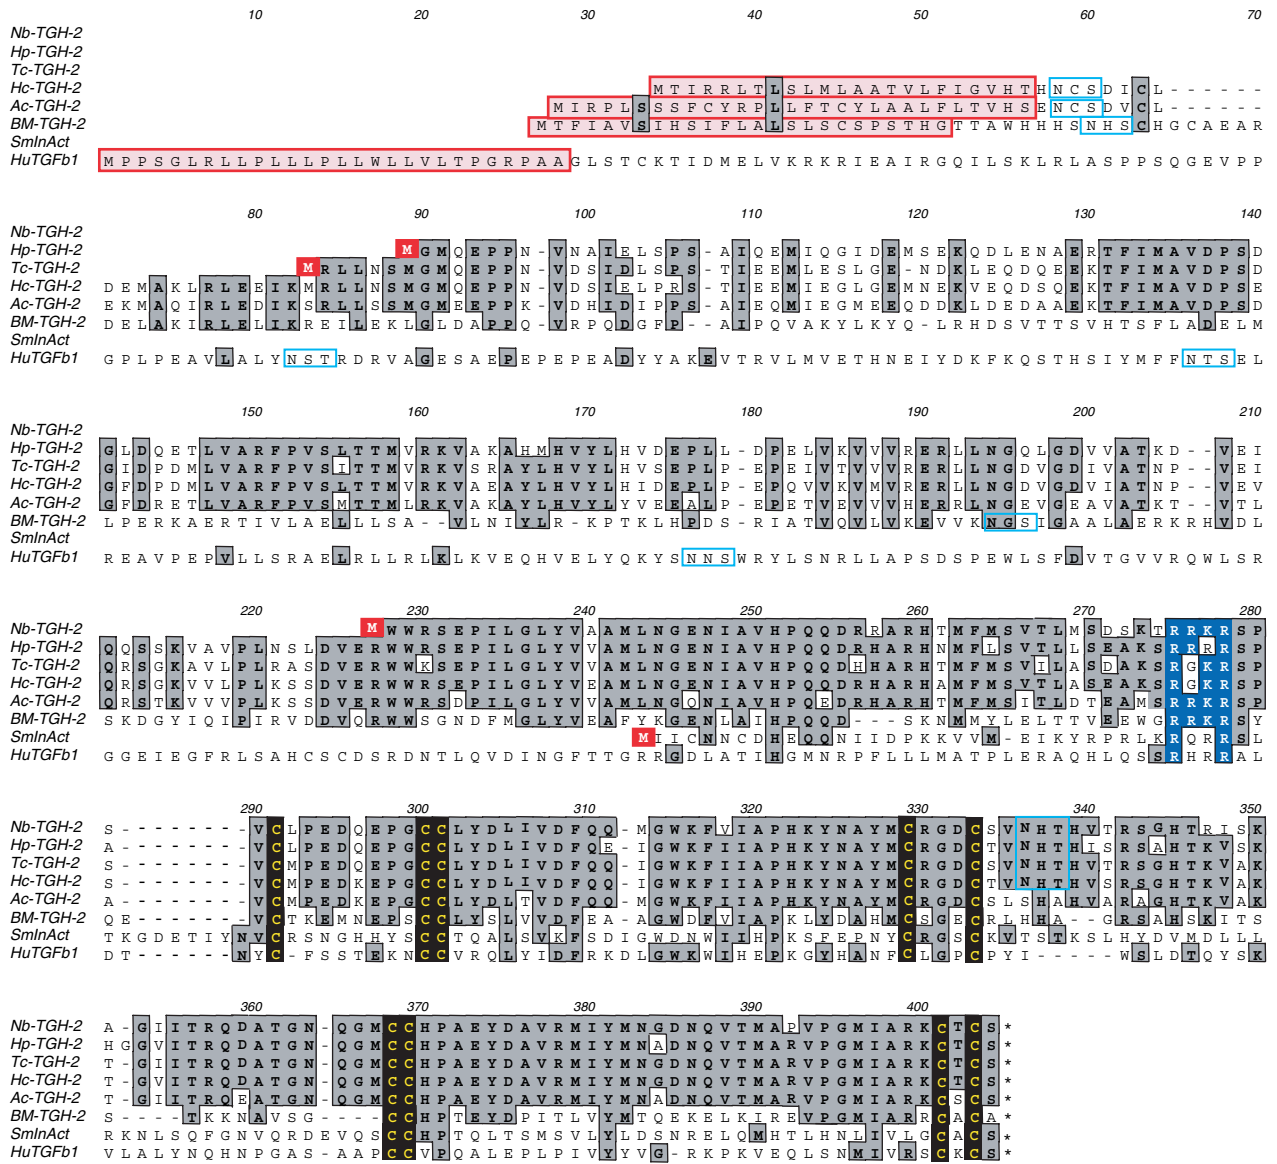 10 20 30 40 50 60 70
Nb-TGH-2
Hp-TGH-2
Tc-TGH-2
Hc-TGH-2 M T I R R L T L S L M L A A T V L F I G V H T H N C S D I C L - - - - - - -
Ac-TGH-2 M I R P L S S S F C Y R P L L F T C Y L A A L F L T V H S E N C S D V C L - - - - - - -
BM-TGH-2 M T F I A V S I H S I F L A L S L S C S P S T H G T T A W H H H S N H S C H G C A E A R
SmInAct
HuTGFb1 M P P S G L R L L P L L L P L L W L L V L T P G R P A A G L S T C K T I D M E L V K R K R I E A I R G Q I L S K L R L A S P P S Q G E V P P
80 90 100 110 120 130 140
Nb-TGH-2
Hp-TGH-2 M G M Q E P P N - V N A I E L S P S - A I Q E M I Q G I D E M S E K Q D L E N A E R T F I M A V D P S D
Tc-TGH-2 M R L L N S M G M Q E P P N - V D S I D L S P S - T I E E M L E S L G E - N D K L E Q D Q E E K T F I M A V D P S D
Hc-TGH-2 D E M A K L R L E E I K M R L L N S M G M Q E P P N - V D S I E L P R S - T I E E M I E G L G E M N E K V E Q D S Q E K T F I M A V D P S E
Ac-TGH-2 E K M A Q I R L E D I K S R L L S S M G M E E P P K - V D H I D I P P S - A I E Q M I E G M E E Q D D K L D E D A A E K T F I M A V D P S D
BM-TGH-2 D E L A K I R L E L I K R E I L E K L G L D A P P Q - V R P Q D G F P - - A I P Q V A K Y L K Y Q - L R H D S V T T S V H T S F L A D E L M
SmInAct
HuTGFb1 G P L P E A V L A L Y N S T R D R V A G E S A E P E P E P E A D Y Y A K E V T R V L M V E T H N E I Y D K F K Q S T H S I Y M F F N T S E L
150 160 170 180 190 200 210
Nb-TGH-2
Hp-TGH-2 G L D Q E T L V A R F P V S L T T M V R K V A K A H M H V Y L H V D E P L L - D P E L V K V V V R E R L L N G Q L G D V V A T K D - - V E I
Tc-TGH-2 G I D P D M L V A R F P V S I T T M V R K V S R A Y L H V Y L H V S E P L P - E P E I V T V V V R E R L L N G D V G D I V A T N P - - V E I
Hc-TGH-2 G F D P D M L V A R F P V S L T T M V R K V A E A Y L H V Y L H I D E P L P - E P Q V V K V M V R E R L L N G D V G D V I A T N P - - V E V
Ac-TGH-2 G F D R E T L V A R F P V S M T T M V R K V A K A Y L H V Y L Y V E A L P - E P E T V E V V V H E R L L N G E V G E A V A T K T - - V T L
BM-TGH-2 L P E R K A E R T I V L A E L L L S A - - V L N I Y L R - K P T K L H P D S - R I A T V Q V L V K E V V K N G S I G A A L A E R K R H V D L
SmInAct
HuTGFb1 R E A V P E P V L L S R A E L R L L R L K L K V E Q H V E L Y Q K Y S N N S W R Y L S N R L L A P S D S P E W L S F D V T G V V R Q W L S R
220 230 240 250 260 270 280
Nb-TGH-2 M W W R S E P I L G L Y V A A M L N G E N I A V H P Q Q D R R A R H T M F M S V T L M S D S K T R R K R S P
Hp-TGH-2 Q Q S S K V A V P L N S L D V E R W W R S E P I L G L Y V V A M L N G E N I A V H P Q Q D R H A R H N M F L S V T L L S E A K S R R R R S P
Tc-TGH-2 Q R S G K V V L P L K S S D V E R W W K S E P I L G L Y V V A M L N G E N I A V H P Q Q D H H A R H T M F M S V I L A S D A K S R G K R S P
Hc-TGH-2 Q R S G K V V L P L K S S D V E R W W R S E P I L G L Y V E A M L N G E N I A V H P Q Q D R H A R H A M F M S V T L A S E A K S R G K R S P
Ac-TGH-2 Q R S T K V V V P L K S S D V E R W W R S D P I L G L Y V E A M L N G Q N I A V H P Q E D R H A R H T M F M S I T L D T E A M S R R K R S P
BM-TGH-2 S K D G Y I Q I P I R V D D V Q R W W S G N D F M G L Y V E A F Y K G E N L A I H P Q Q D - - - S K N M M Y L E L T T V E E W G R R K R S Y
SmInAct M I I C N N C D H E Q Q N I I D P K K V V M - E I K Y R P R L K R Q R R S L
HuTGFb1 G G E I E G F R L S A H C S C D S R D N T L Q V D I N G F T T G R R G D L A T I H G M N R P F L L L M A T P L E R A Q H L Q S S R H R R A L
290 300 310 320 330 340 350
Nb-TGH-2 S - - - - - - - V C L P E D Q E P G C C L Y D L I V D F Q Q - M G W K F V I A P H K Y N A Y M C R G D C S V N H T H V T R S G H T R I S K
Hp-TGH-2 A - - - - - - - V C L P E D Q E P G C C L Y D L I V D F Q E - I G W K F I I A P H K Y N A Y M C R G D C T V N H T H I S R S A H T K V S K
Tc-TGH-2 S - - - - - - - V C M P E D Q E P G C C L Y D L I V D F Q Q - I G W K F I I A P H K Y N A Y M C R G D C S V N H T H V T R S G H T K V A K
Hc-TGH-2 S - - - - - - - V C M P E D K E P G C C L Y D L I V D F Q Q - I G W K F I I A P H K Y N A Y M C R G D C T V N H T H V S R S G H T K V A K
Ac-TGH-2 A - - - - - - - V C M P E D K E P G C C L Y D L T V D F Q Q - M G W K F I I A P H K Y N A Y M C R G D C S L S H A H V A R A G H T K V A K
BM-TGH-2 Q E - - - - - - V C T K E M N E P S C C L Y S L V V D F E A - A G W D F V I A P K L Y D A H M C S G E C R L H H A - G R S A H S K I T S
SmInAct T K G D E T I Y N V C R S N G H H Y S C C T Q A L S V K F S D I G W D N W I I H P K S F E P N Y C R G S C K V T S T K S L H Y D V M D L L L
HuTGFb1 D T - - - - - - N Y C - F S S T E K N C C V R Q L Y I D F R K D L G W K W I H E P K G Y H A N F C L G P C P Y I - - - - - W S L D T Q Y S K
360 370 380 390 400
Nb-TGH-2 A - G I I T R Q D A T G N - Q G M C C H P A E Y D A V R M I Y M N G D N Q V T M A P V P G M I A R K C T C S *
Hp-TGH-2 H G G V I T R Q D A T G N - Q G M C C H P A E Y D A V R M I Y M N A D N Q V T M A R V P G M I A R K C T C S *
Tc-TGH-2 T - G I I T R Q D A T G N - Q G M C C H P A E Y D A V R M I Y M N G D N Q V T M A R V P G M I A R K C T C S *
Hc-TGH-2 T - G V I T R Q D A T G N - Q G M C C H P A E Y D A V R M I Y M N G D N Q V T M A R V P G M I A R K C T C S *
Ac-TGH-2 T - G I I T R Q E A T G N - Q G M C C H P A E Y D A V R M I Y M N A D N Q V T M A R V P G M I A R K C S C S *
BM-TGH-2 S - - - - T K K N A V S G - - - - C C H P T E Y D P I T L V Y M T Q E K E L K I R E V P G M I A R R C A C A *
SmInAct R K N L S Q F G N V Q R D E V Q S C C H P T Q L T S M S V L Y L D S N R E L Q M H T L H N L I V L G C A C S *
HuTGFb1 V L A L Y N Q H N P G A S - A A P C C V P Q A L E P L P I V Y Y V G - R K P K V E Q L S N M I V R S C K C S *